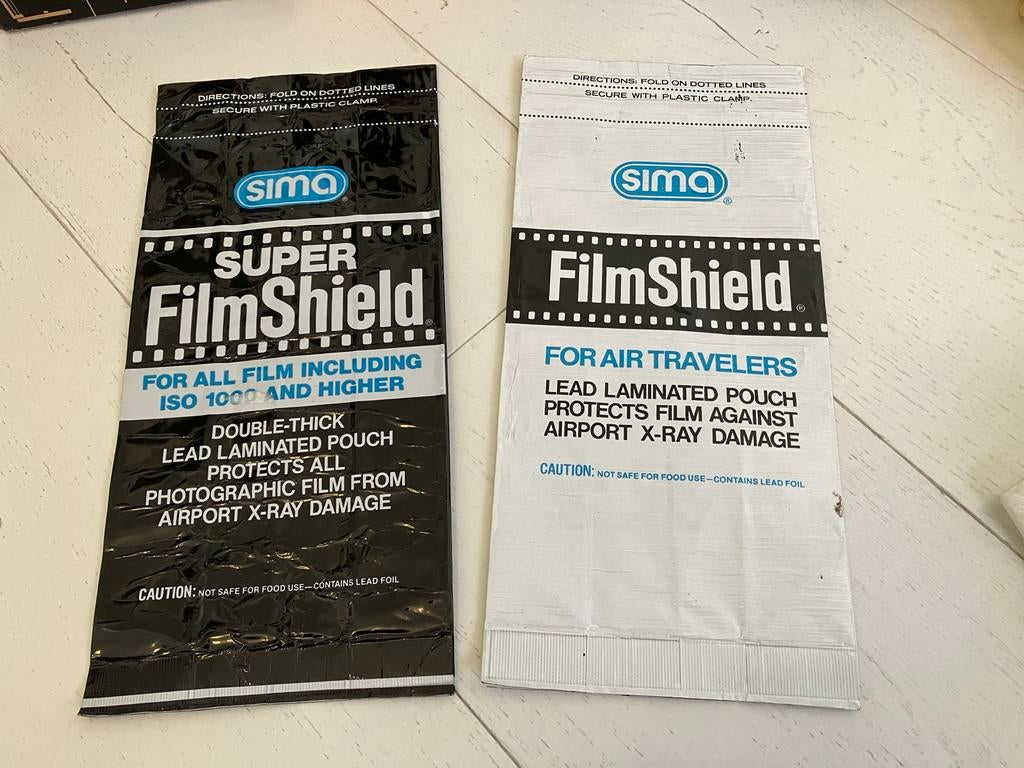 DIRECTIONS: FOLD ON DOTTED LINES
SECURE WITH PLASTIC CLAMP.
sima
SUPER
FilmShield®
FOR ALL FILM INCLUDING
ISO 1000 AND HIGHER
DOUBLE-THICK
LEAD LAMINATED POUCH
PROTECTS ALL
PHOTOGRAPHIC FILM FROM
AIRPORT X-RAY DAMAGE
CAUTION: NOT SAFE FOR FOOD USE—CONTAINS LEAD FOIL
DIRECTIONS: FOLD ON DOTTED LINES
SECURE WITH PLASTIC CLAMP.
sima®
FilmShield®
FOR AIR TRAVELERS
LEAD LAMINATED POUCH
PROTECTS FILM AGAINST
AIRPORT X-RAY DAMAGE
CAUTION: NOT SAFE FOR FOOD USE—CONTAINS LEAD FOIL